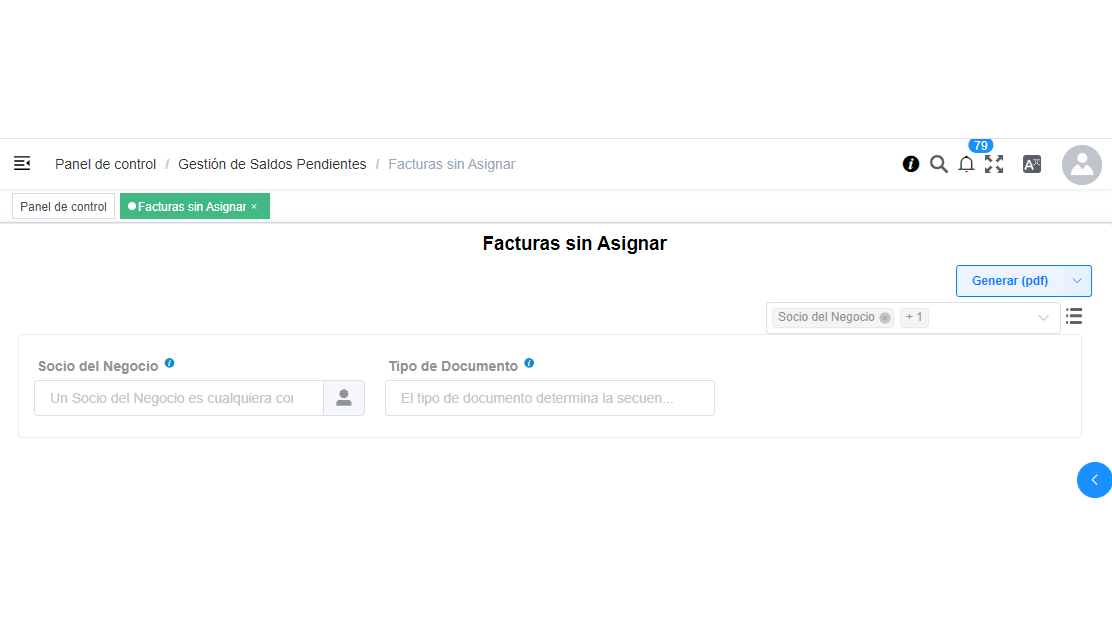 79
Panel de control / Gestión de Saldos Pendientes / Facturas sin Asignar
Panel de control
Facturas sin Asignar ×
Facturas sin Asignar
Generar (pdf)
Socio del Negocio + 1
Socio del Negocio
Tipo de Documento
Un Socio del Negocio es cualquiera con
El tipo de documento determina la secuen...